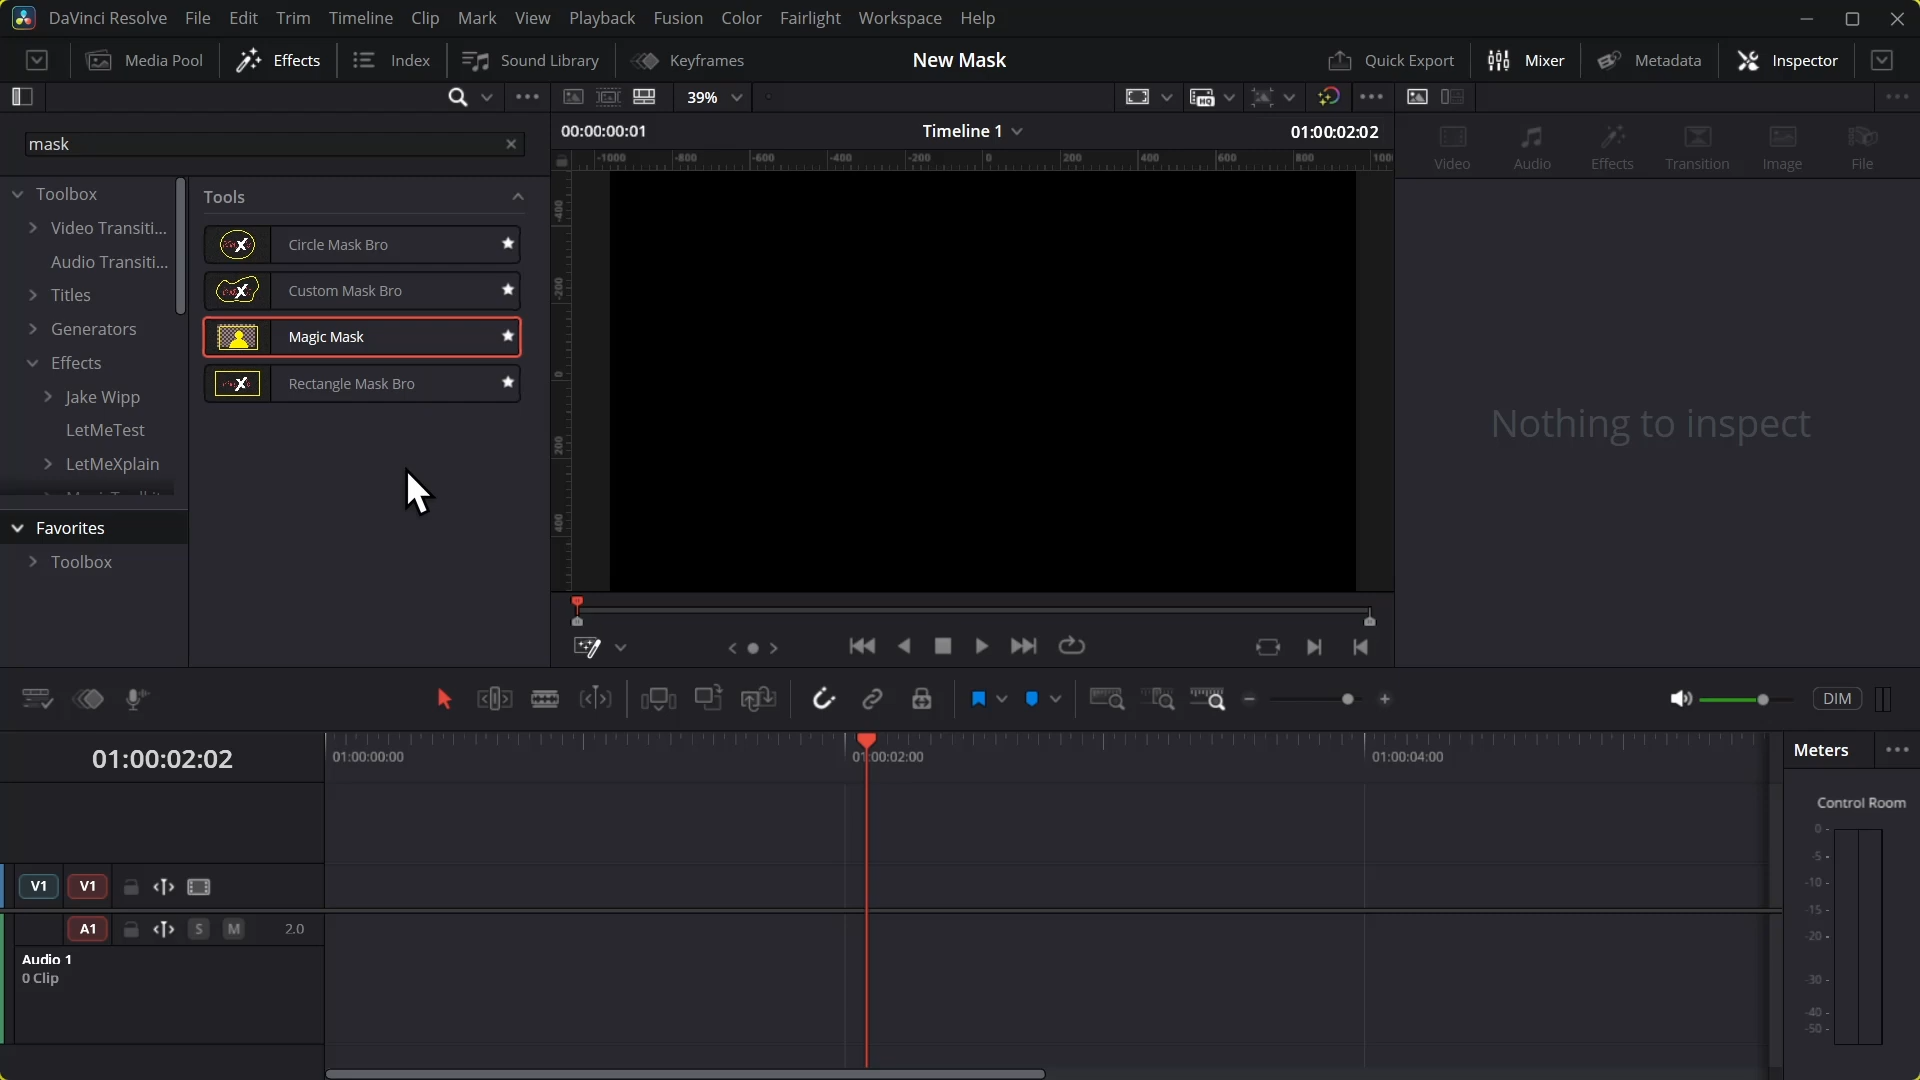 DaVinci Resolve File Edit Trim Timeline Clip Mark View Playback Fusion Color Fairlight Workspace Help
Media Pool Effects Index Sound Library Keyframes New Mask Quick Export Mixer Metadata Inspector
39%
mask
00:00:00:01 Timeline 1 01:00:02:02
-1000 -800 -600 -400 -200 0 200 400 600 800 100
-400
-200
0
200
400
Video Audio Effects Transition Image File
Nothing to inspect
Toolbox
Video Transiti...
Audio Transiti...
Titles
Generators
Effects
Jake Wipp
LetMeTest
LetMeXplain
Favorites
Toolbox
Tools
Circle Mask Bro
Custom Mask Bro
Magic Mask
Rectangle Mask Bro
DIM
01:00:02:02
01:00:00:00 01:00:02:00 01:00:04:00
V1 V1
A1 S M 2.0
Audio 1
0 Clip
Meters
Control Room
0 -
-5 -
-10 -
-15 -
-20 -
-30 -
-40 -
-50 -